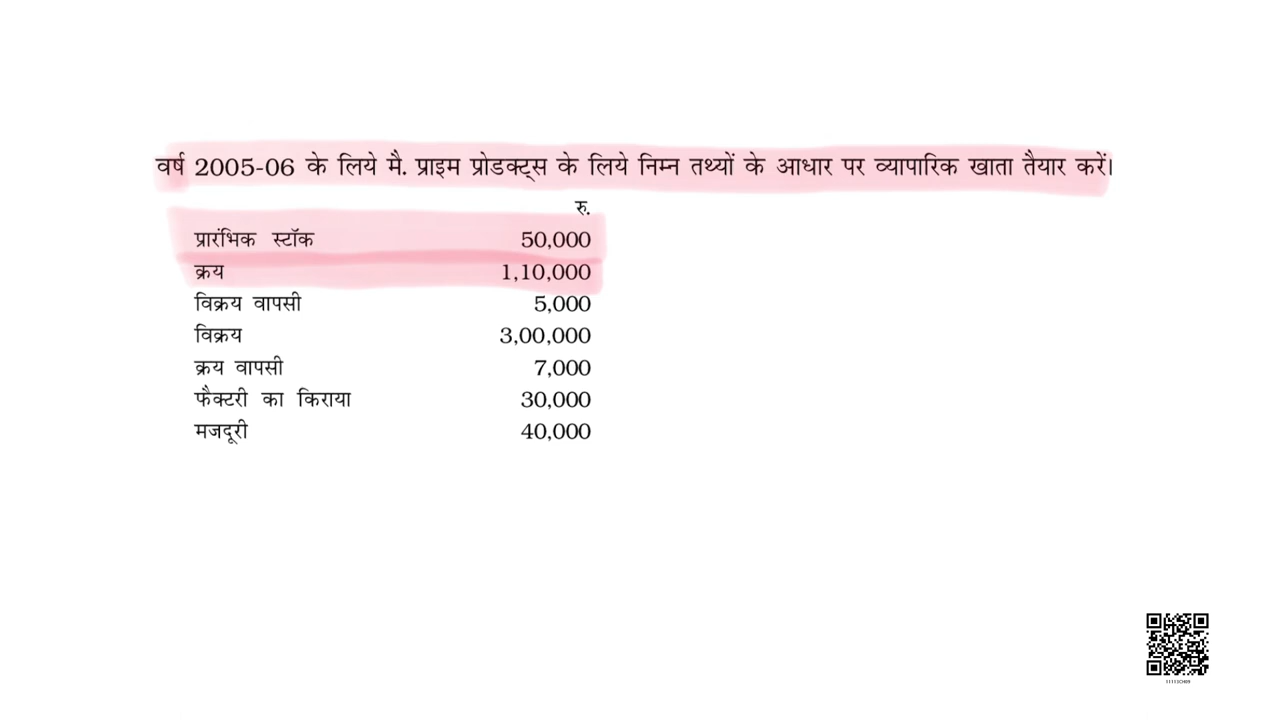 वर्ष 2005-06 के लिये मै. प्राइम प्रोडक्ट्स के लिये निम्न तथ्यों के आधार पर व्यापारिक खाता तैयार करें।
रु.
प्रारंभिक स्टॉक 50,000
क्रय 1,10,000
विक्रय वापसी 5,000
विक्रय 3,00,000
क्रय वापसी 7,000
फैक्टरी का किराया 30,000
मजदूरी 40,000